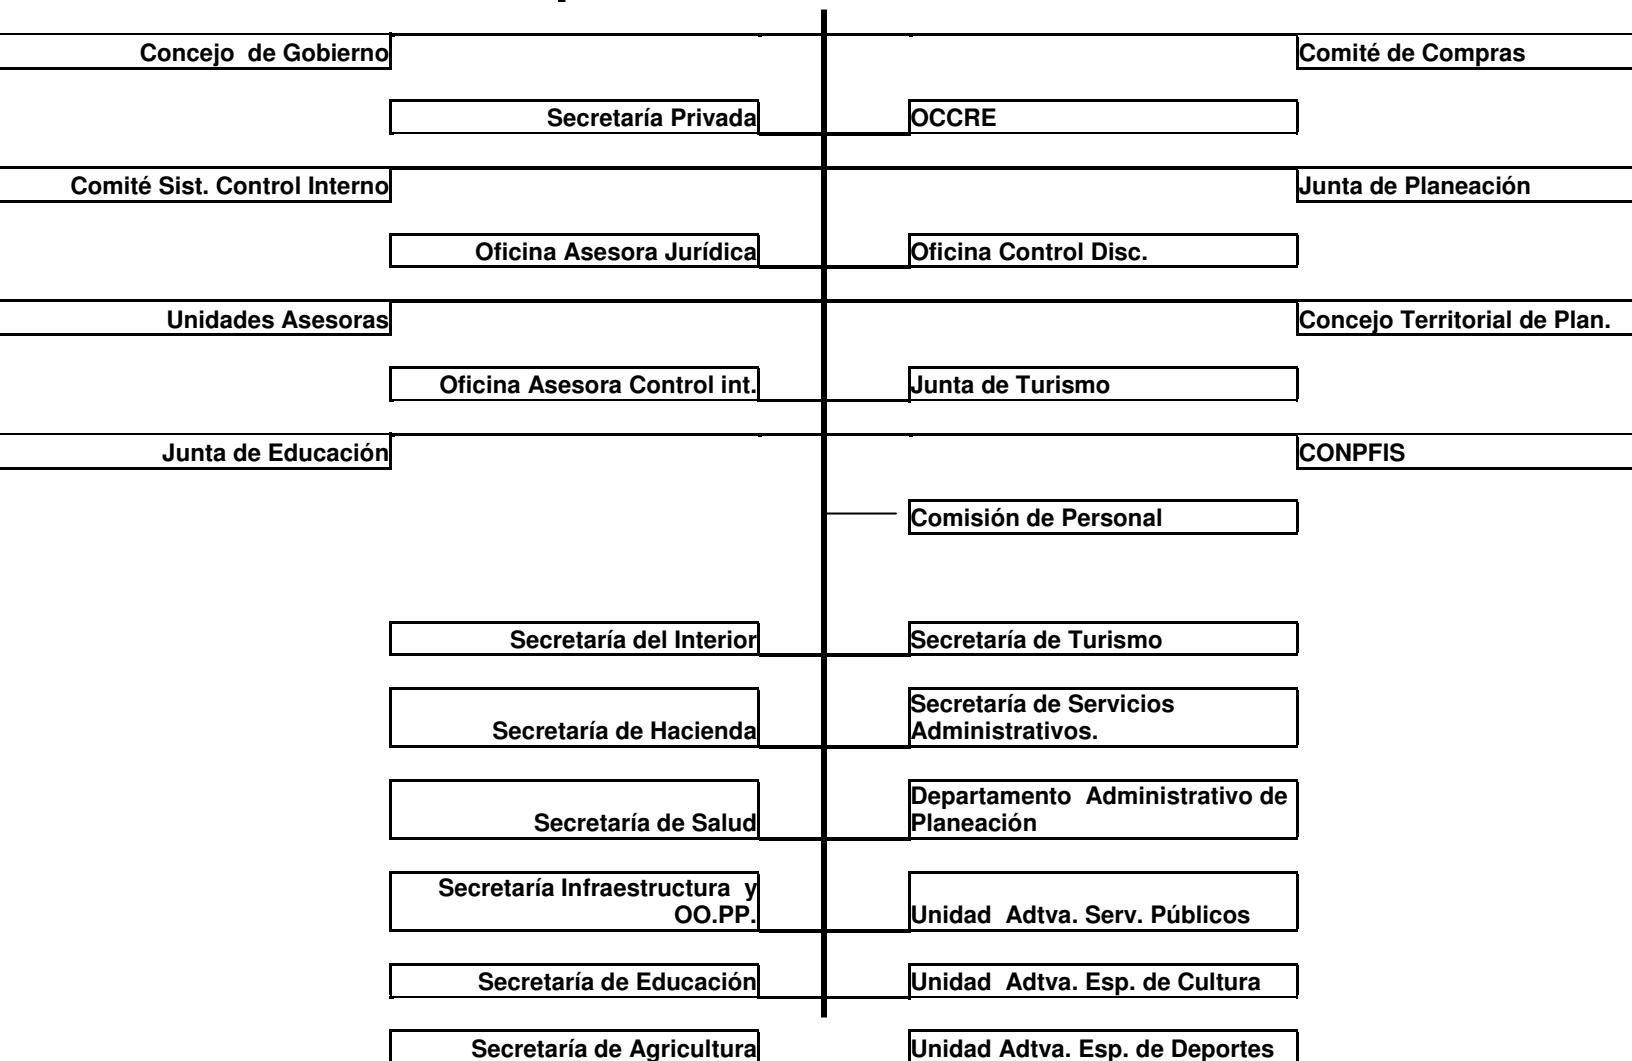 Concejo de Gobierno
Comité de Compras
Secretaría Privada
OCCRE
Comité Sist. Control Interno
Junta de Planeación
Oficina Asesora Jurídica
Oficina Control Disc.
Unidades Asesoras
Concejo Territorial de Plan.
Oficina Asesora Control int.
Junta de Turismo
Junta de Educación
CONPFIS
Comisión de Personal
Secretaría del Interior
Secretaría de Turismo
Secretaría de Hacienda
Secretaría de Servicios
Administrativos.
Secretaría de Salud
Departamento Administrativo de
Planeación
Secretaría Infraestructura y
OO.PP.
Unidad Adtva. Serv. Públicos
Secretaría de Educación
Unidad Adtva. Esp. de Cultura
Secretaría de Agricultura
Unidad Adtva. Esp. de Deportes